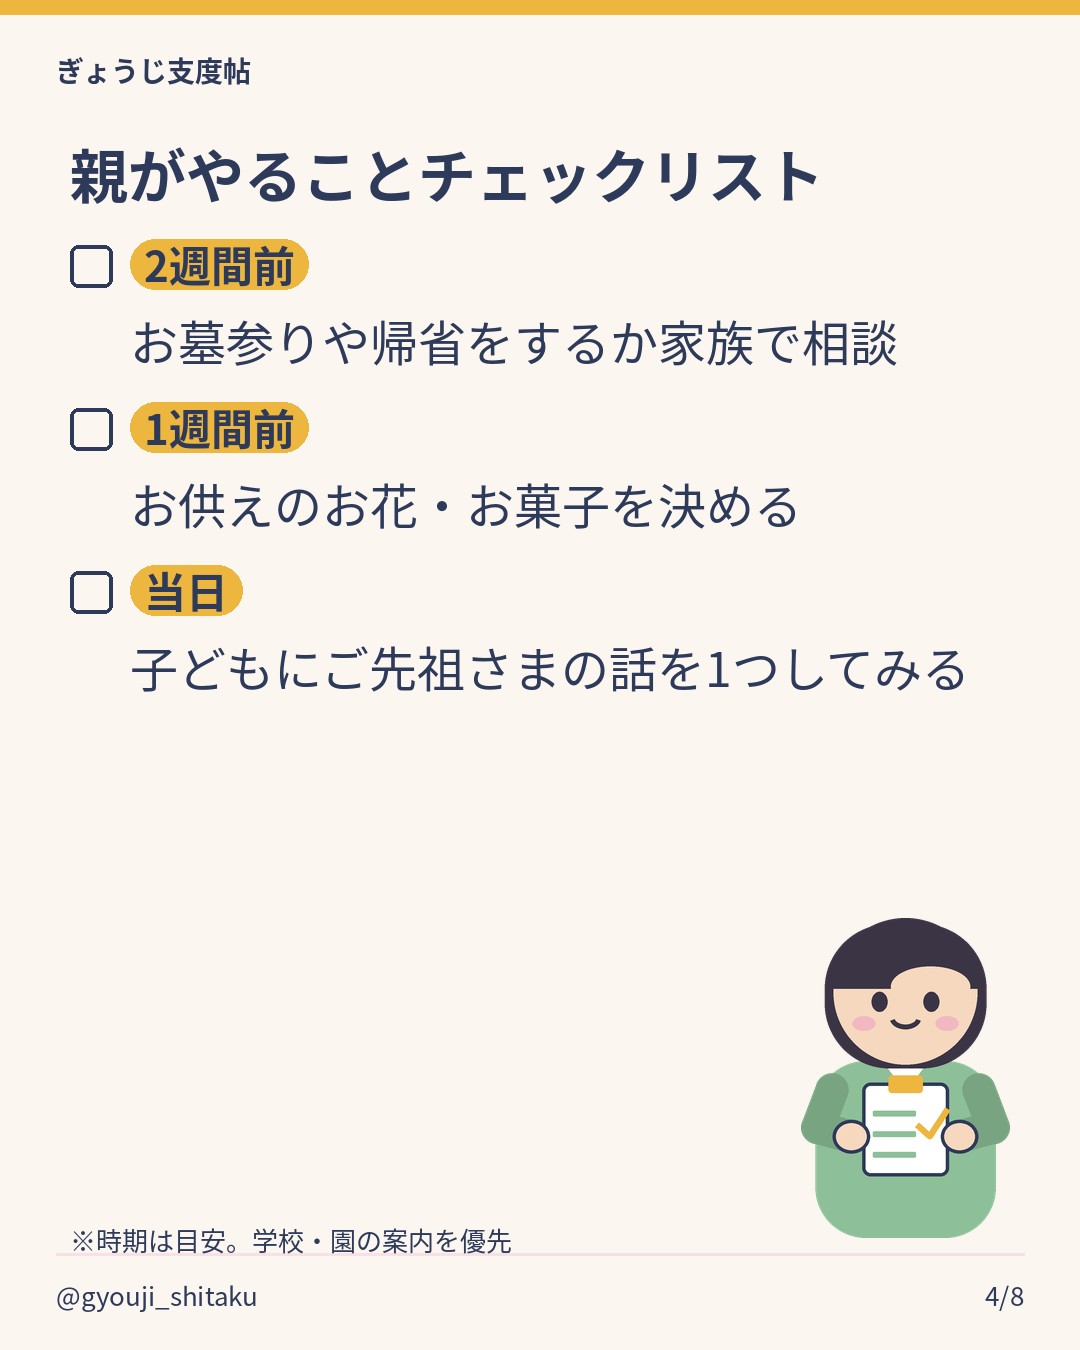 ぎょうじ支度帖
親がやることチェックリスト
2週間前
お墓参りや帰省をするか家族で相談
1週間前
お供えのお花・お菓子を決める
当日
子どもにご先祖さまの話を1つしてみる
※時期は目安。学校・園の案内を優先
@gyouji_shitaku
4/8